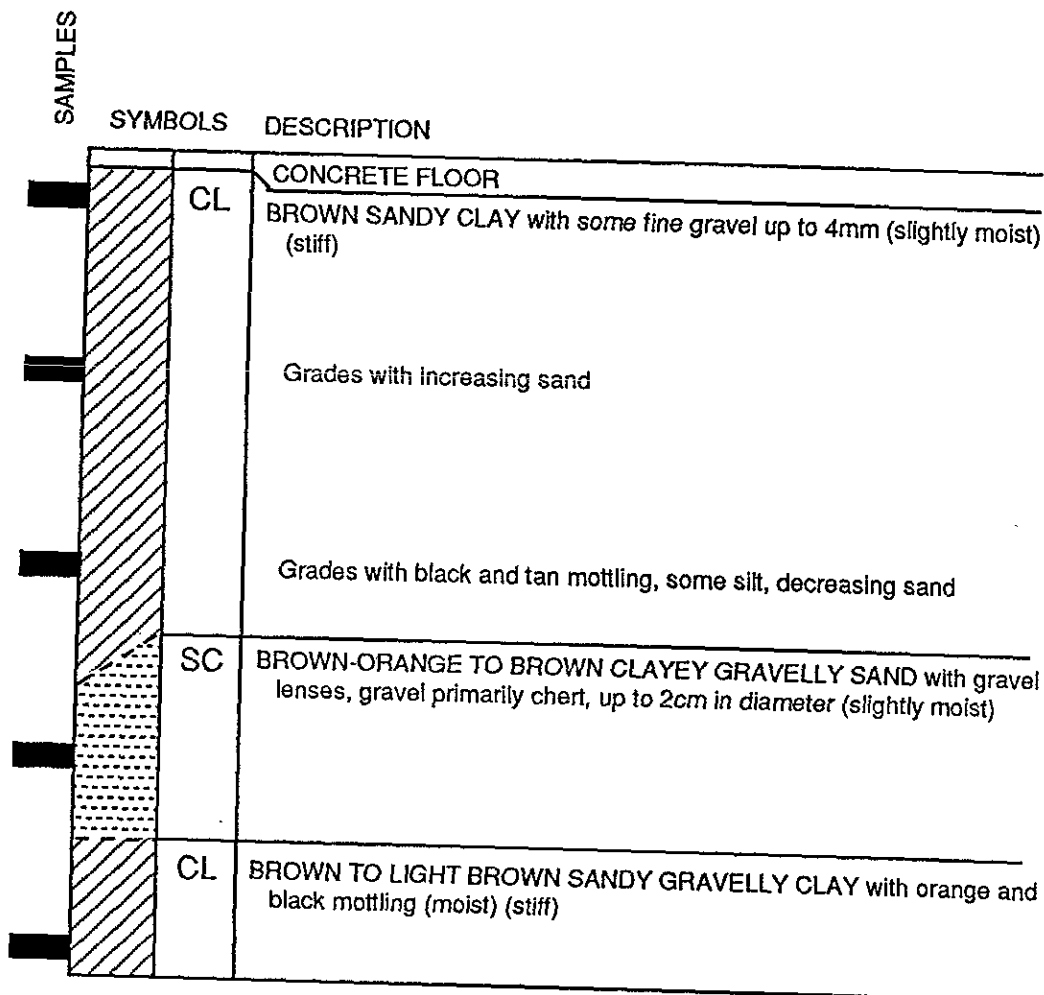 SAMPLES
SYMBOLS DESCRIPTION
CONCRETE FLOOR
CL
BROWN SANDY CLAY with some fine gravel up to 4mm (slightly moist)
(stiff)
Grades with increasing sand
Grades with black and tan mottling, some silt, decreasing sand
SC BROWN-ORANGE TO BROWN CLAYEY GRAVELLY SAND with gravel
lenses, gravel primarily chert, up to 2cm in diameter (slightly moist)
CL BROWN TO LIGHT BROWN SANDY GRAVELLY CLAY with orange and
black mottling (moist) (stiff)